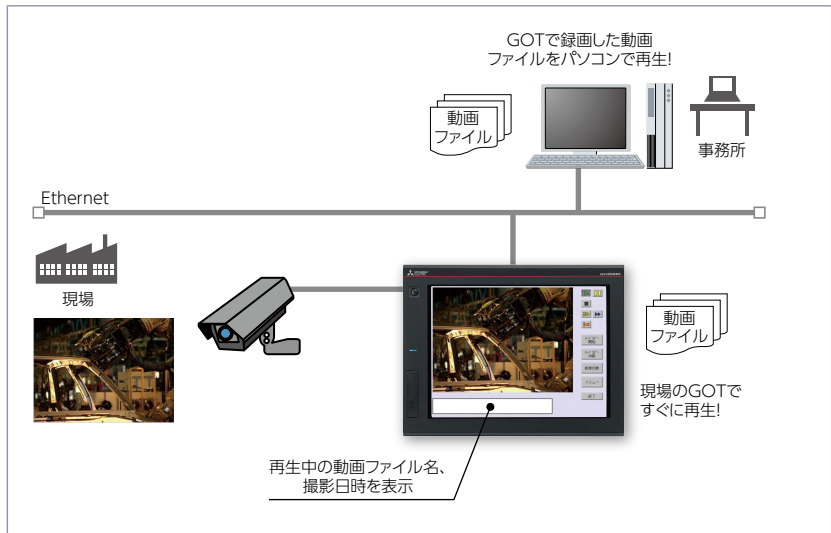 GOTで録画した動画
ファイルをパソコンで再生!
動画
ファイル
事務所
Ethernet
現場
動画
ファイル
現場のGOTで
すぐに再生!
再生中の動画ファイル名、
撮影日時を表示